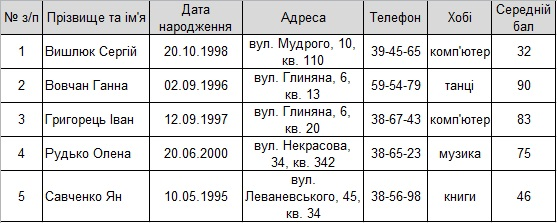 № з/п Прізвище та ім'я Дата народження Адреса Телефон Хобі Середній бал
1 Вишлюк Сергій 20.10.1998 вул. Мудрого, 10, кв. 110 39-45-65 комп'ютер 32
2 Вовчан Ганна 02.09.1996 вул. Глиняна, 6, кв. 13 59-54-79 танці 90
3 Григорець Іван 12.09.1997 вул. Глиняна, 6, кв. 20 38-67-43 комп'ютер 83
4 Рудько Олена 20.06.2000 вул. Некрасова, 34, кв. 342 38-65-23 музика 75
5 Савченко Ян 10.05.1995 вул. Леваневського, 45, кв. 34 38-56-98 книги 46